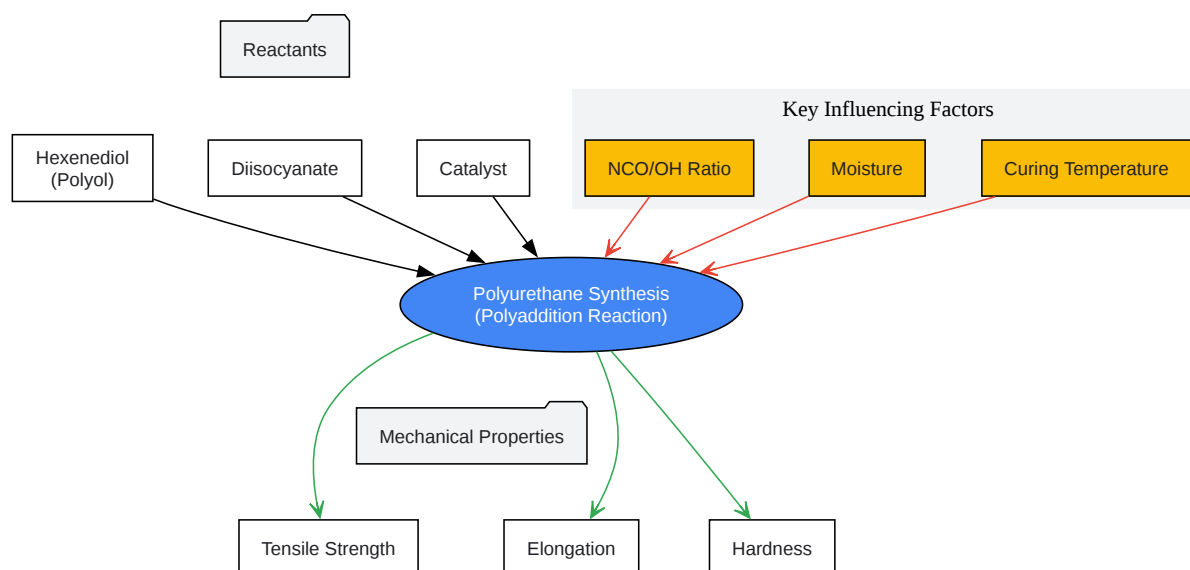 Reactants
Key Influencing Factors
Hexenediol
(Polyol)
Diisocyanate
Catalyst
NCO/OH Ratio
Moisture
Curing Temperature
Polyurethane Synthesis
(Polyaddition Reaction)
Mechanical Properties
Tensile Strength
Elongation
Hardness